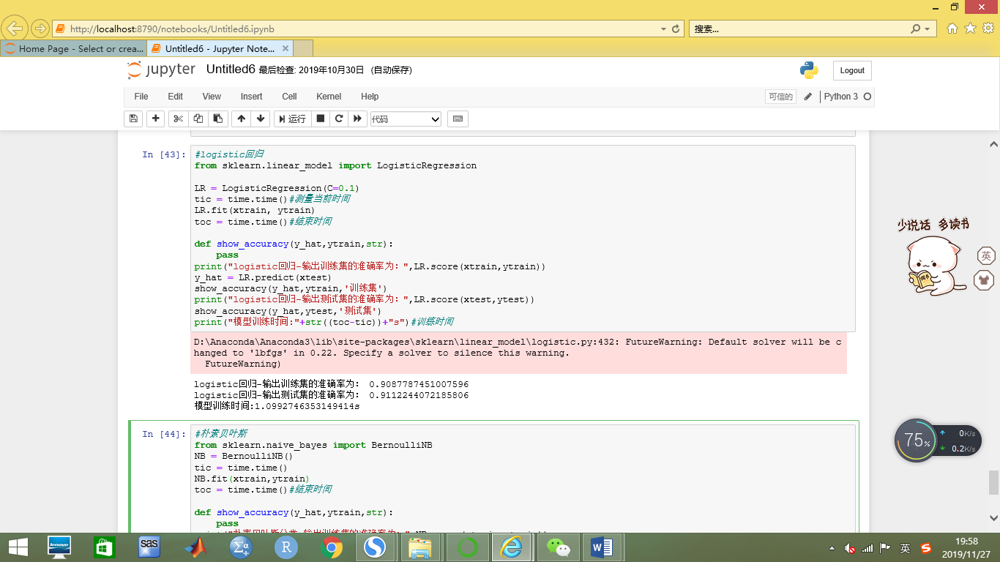 http://localhost:8790/notebooks/Untitled6.ipynb
搜索...
Home Page - Select or crea...
Untitled6 - Jupyter Note...
jupyter Untitled6 最后检查: 2019年10月30日 (自动保存)
Logout
File Edit View Insert Cell Kernel Help
可信的
Python 3
运行
代码
In [43]:
#logistic回归
from sklearn.linear_model import LogisticRegression
LR = LogisticRegression(C=0.1)
tic = time.time()#测量当前时间
LR.fit(xtrain, ytrain)
toc = time.time()#结束时间
def show_accuracy(y_hat,ytrain,str):
pass
print("logistic回归-输出训练集的准确率为：",LR.score(xtrain,ytrain))
y_hat = LR.predict(xtest)
show_accuracy(y_hat,ytrain,'训练集')
print("logistic回归-输出测试集的准确率为：",LR.score(xtest,ytest))
show_accuracy(y_hat,ytest,'测试集')
print("模型训练时间:"+str((toc-tic))+"s")#训练时间
D:\Anaconda\Anaconda3\lib\site-packages\sklearn\linear_model\logistic.py:432: FutureWarning: Default solver will be c
hanged to 'lbfgs' in 0.22. Specify a solver to silence this warning.
FutureWarning)
logistic回归-输出训练集的准确率为： 0.9087787451007596
logistic回归-输出测试集的准确率为： 0.9112244072185806
模型训练时间:1.0992746353149414s
In [44]:
#朴素贝叶斯
from sklearn.naive_bayes import BernoulliNB
NB = BernoulliNB()
tic = time.time()
NB.fit(xtrain,ytrain)
toc = time.time()#结束时间
def show_accuracy(y_hat,ytrain,str):
pass
少说话 多读书
英
75%
0K/s
0.2K/s
lenovo
sas
Σα
R
S
W
英
S
19:58
2019/11/27